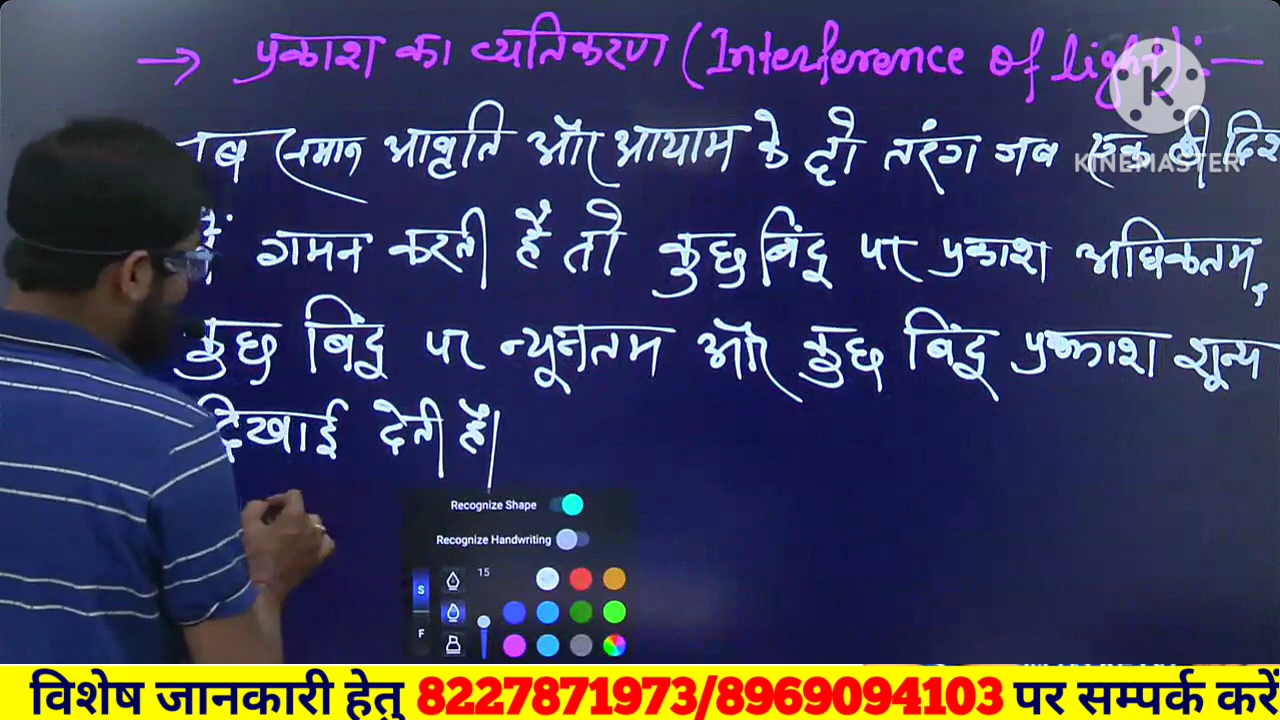 → प्रकाश का व्यतिकरण (Interference of light) :—
जब समान आवृति और आयाम के दो तरंग जब एक ही दिशा
में गमन करती है तो कुछ बिंदु पर प्रकाश अधिकतम,
कुछ बिंदु पर न्यूनतम और कुछ बिंदु प्रकाश शून्य
दिखाई देती है।
K
KINEMASTER
Recognize Shape
Recognize Handwriting
15
S
F
विशेष जानकारी हेतु 8227871973/8969094103 पर सम्पर्क करें